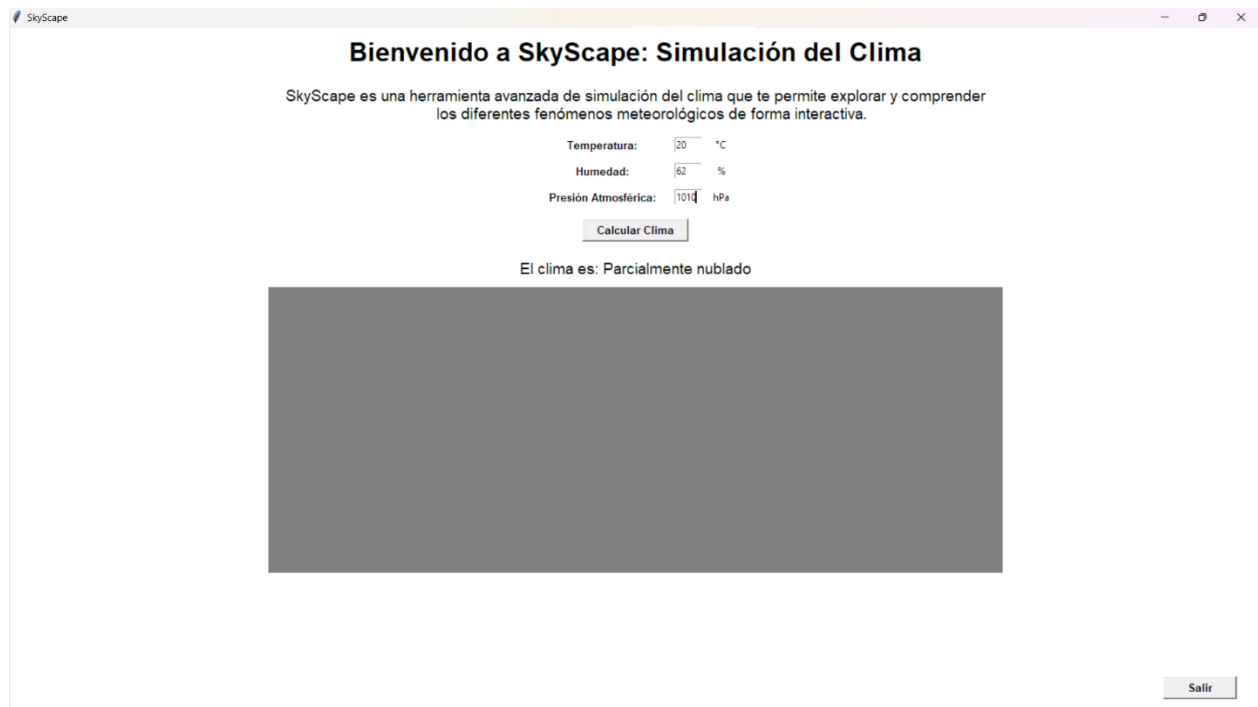 SkyScape
Bienvenido a SkyScape: Simulación del Clima
SkyScape es una herramienta avanzada de simulación del clima que te permite explorar y comprender
los diferentes fenómenos meteorológicos de forma interactiva.
Temperatura: 20 °C
Humedad: 62 %
Presión Atmosférica: 1010 hPa
Calcular Clima
El clima es: Parcialmente nublado
Salir